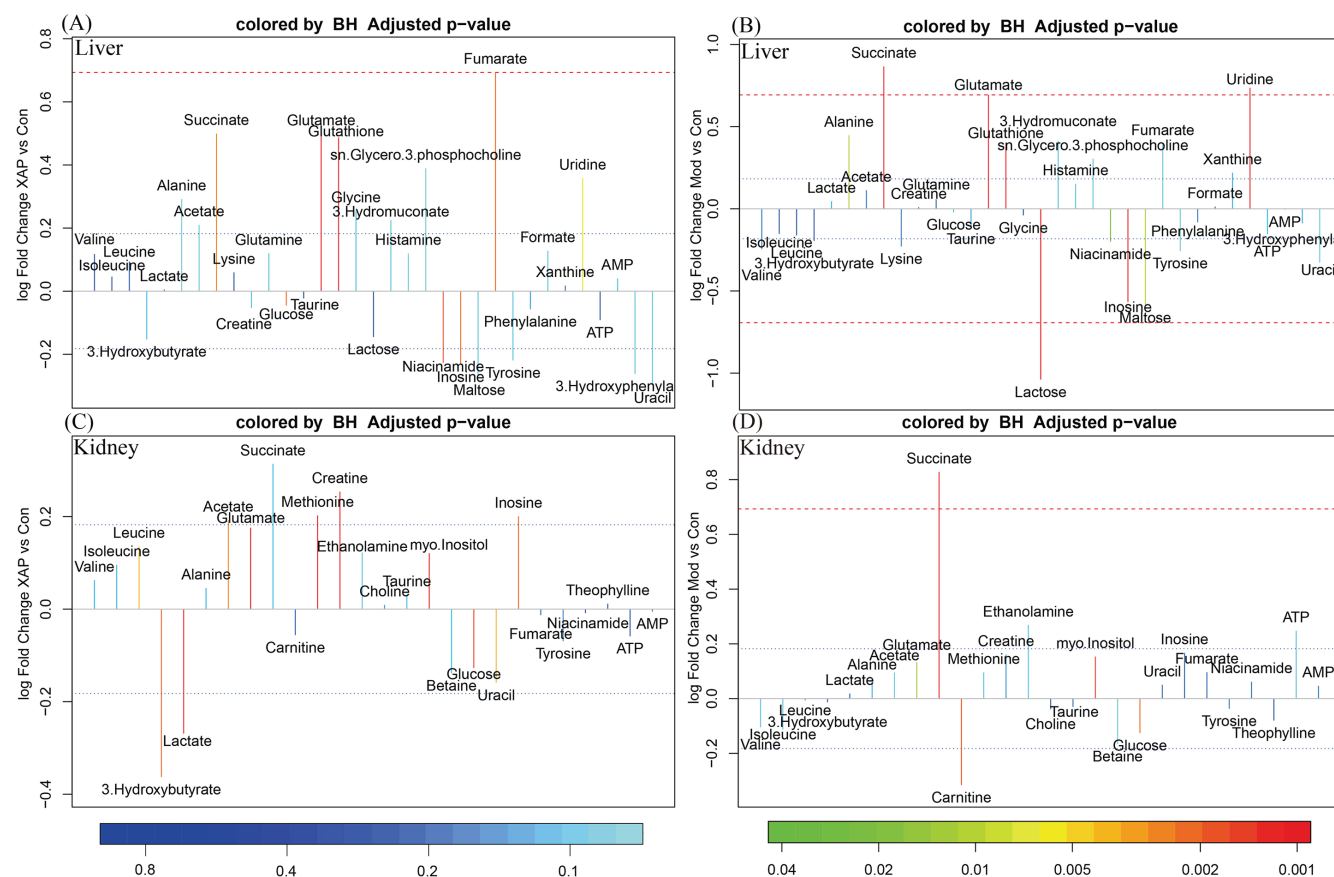 (A)
colored by BH Adjusted p−value
Liver
log Fold Change XAP vs Con
0.8
0.6
0.4
0.2
0.0
−0.2
Fumarate
Succinate
Glutamate
Glutathione
sn.Glycero.3.phosphocholine
Uridine
Alanine
Glycine
Acetate
3.Hydromuconate
Valine
Glutamine
Histamine
Formate
Leucine
Isoleucine
Lysine
Lactate
Xanthine
AMP
Taurine
Glucose
Creatine
Phenylalanine
ATP
3.Hydroxybutyrate
Lactose
Niacinamide
Inosine
Tyrosine
Maltose
3.Hydroxyphenyla
Uracil
(B)
colored by BH Adjusted p−value
Liver
log Fold Change Mod vs Con
1.0
0.5
0.0
−0.5
−1.0
Succinate
Glutamate
Uridine
Alanine
3.Hydromuconate
Glutathione
Fumarate
sn.Glycero.3.phosphocholine
Xanthine
Acetate
Histamine
Lactate
Glutamine
Creatine
Formate
Glucose
Taurine
Glycine
AMP
Phenylalanine
Isoleucine
Leucine
3.Hydroxyphenyl
3.Hydroxybutyrate
Lysine
Niacinamide
ATP
Valine
Tyrosine
Uraci
Inosine
Maltose
Lactose
(C)
colored by BH Adjusted p−value
Kidney
log Fold Change XAP vs Con
0.2
0.0
−0.2
−0.4
Succinate
Creatine
Methionine
Inosine
Acetate
Glutamate
Leucine
Ethanolamine
myo.Inositol
Isoleucine
Valine
Alanine
Taurine
Choline
Theophylline
Fumarate
Niacinamide
AMP
Carnitine
Tyrosine
ATP
Glucose
Betaine
Uracil
Lactate
3.Hydroxybutyrate
(D)
colored by BH Adjusted p−value
Kidney
log Fold Change Mod vs Con
0.8
0.6
0.4
0.2
0.0
−0.2
Succinate
Ethanolamine
ATP
Glutamate
Creatine
myo.Inositol
Inosine
Acetate
Methionine
Fumarate
Alanine
Uracil
Niacinamide
Lactate
AMP
Leucine
3.Hydroxybutyrate
Isoleucine
Valine
Taurine
Choline
Tyrosine
Theophylline
Glucose
Betaine
Carnitine
0.8 0.4 0.2 0.1
0.04 0.02 0.01 0.005 0.002 0.001